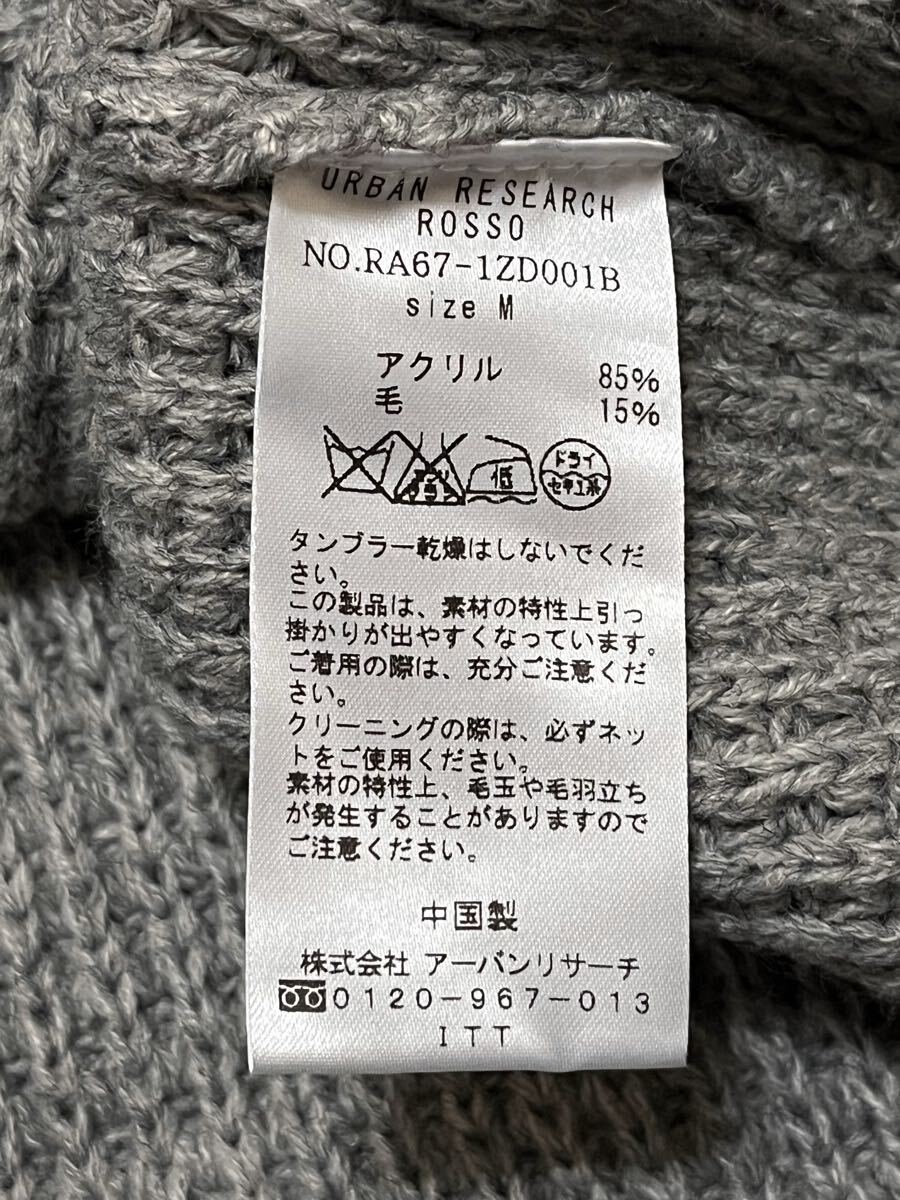 URBAN RESEARCH
ROSSO
NO.RA67-1ZD001B
size M
アクリル 85%
毛 15%
低 ドライ
セキユ系
タンブラー乾燥はしないでくだ
さい。
この製品は、素材の特性上引っ
掛かりが出やすくなっています。
ご着用の際は、充分ご注意くだ
さい。
クリーニングの際は、必ずネッ
トをご使用ください。
素材の特性上、毛玉や毛羽立ち
が発生することがありますので
ご注意ください。
中国製
株式会社 アーバンリサーチ
0120-967-013
ITT